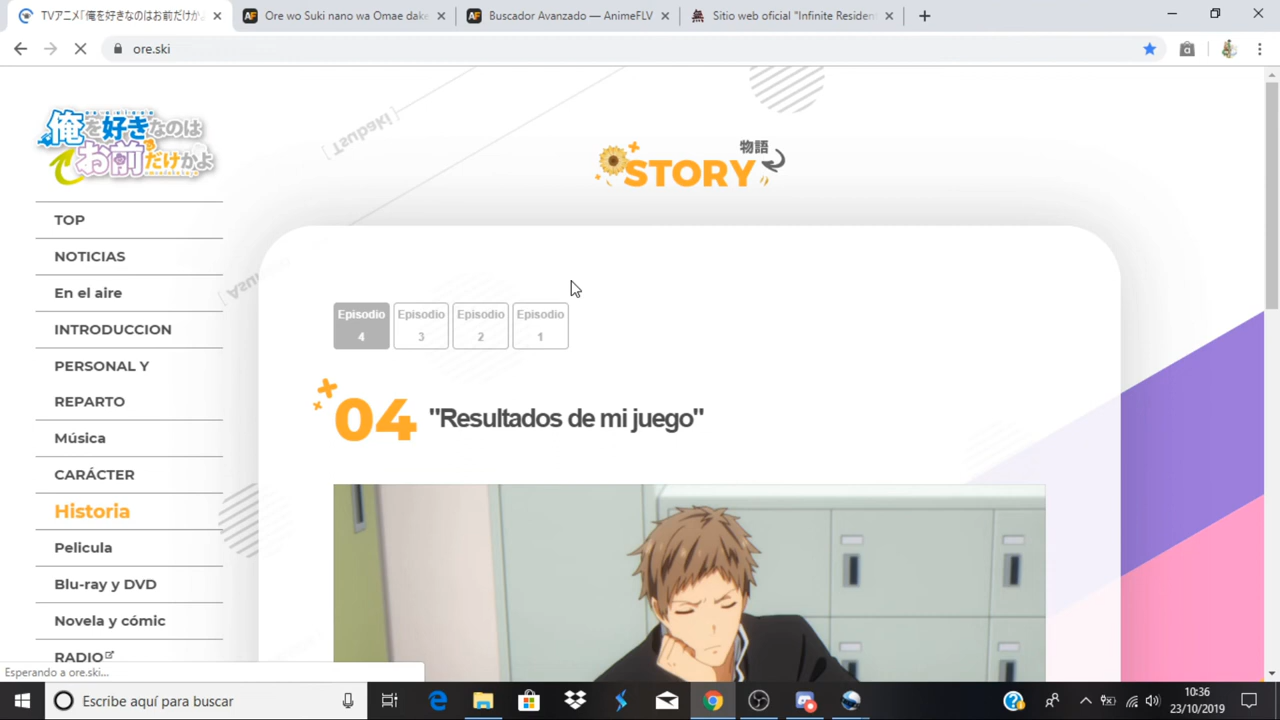 TVアニメ「俺を好きなのはお前だけかよ
Ore wo Suki nano wa Omae dake
Buscador Avanzado — AnimeFLV
Sitio web oficial "Infinite Residen
ore.ski
[ Tsubaki ]
俺を好きなのは
お前だけかよ
物語
STORY
TOP
NOTICIAS
En el aire
INTRODUCCION
PERSONAL Y
REPARTO
Música
CARÁCTER
Historia
Pelicula
Blu-ray y DVD
Novela y cómic
RADIO
Episodio
4
Episodio
3
Episodio
2
Episodio
1
04 "Resultados de mi juego"
Esperando a ore.ski...
Escribe aquí para buscar
10:36
23/10/2019